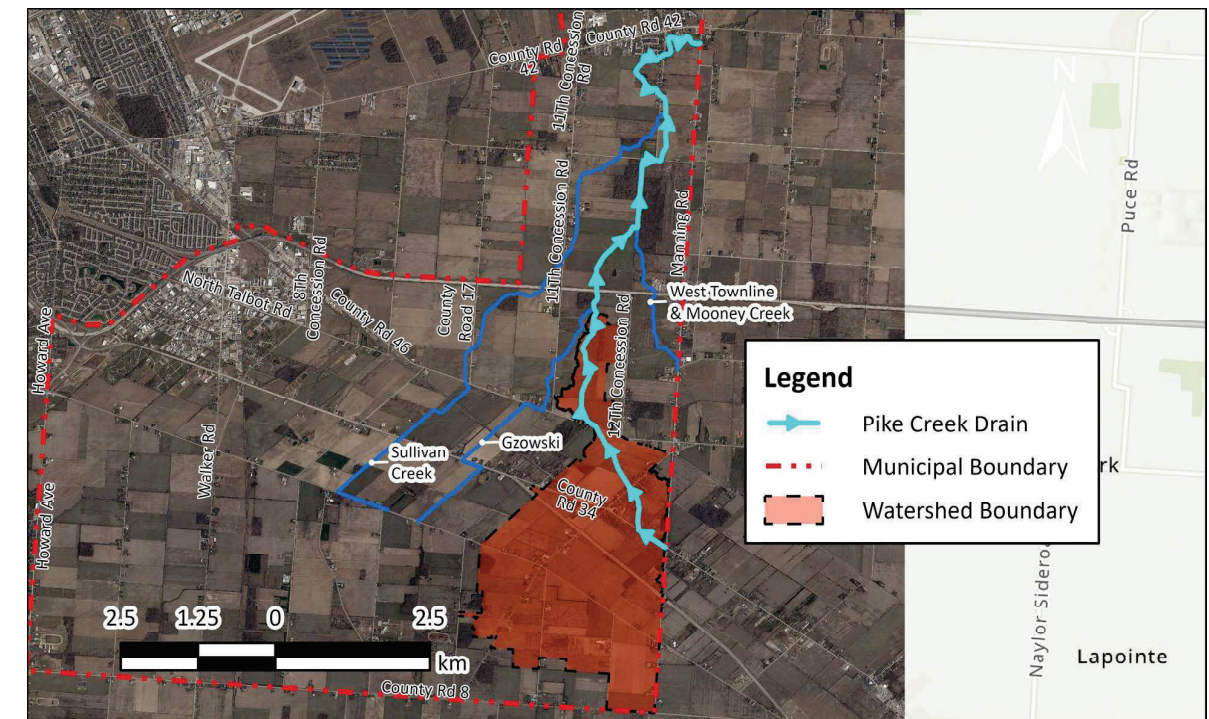 County Rd 42
County Rd
42
11Th Concession
Rd
N
Puce Rd
11Th Concession Rd
Manning Rd
8Th
Concession Rd
North Talbot Rd
County Rd 46
County
Road 17
West Townline
& Mooney Creek
Howard Ave
12Th Concession Rd
Walker Rd
Sullivan
Creek
Gzowski
County
Rd 34
Howard Ave
Legend
Pike Creek Drain
Municipal Boundary
Watershed Boundary
rk
Naylor Sidero
Lapointe
2.5 1.25 0 2.5
km
County Rd 8